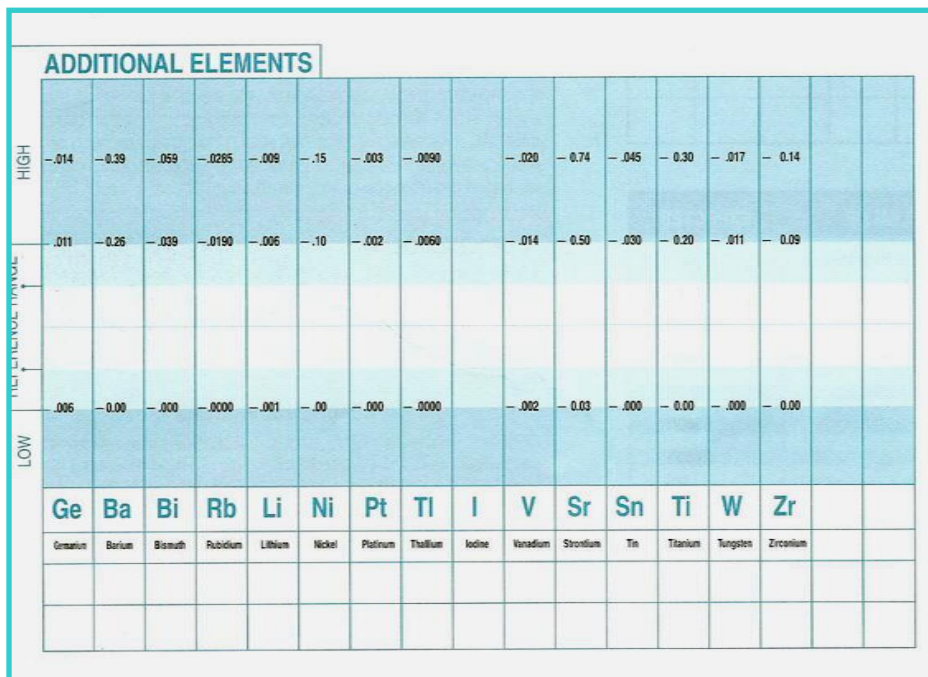 ADDITIONAL ELEMENTS
HIGH
.014 0.39 .059 .0285 .009 .15 .003 .0090 .020 0.74 .045 0.30 .017 0.14
.011 0.26 .039 .0190 .006 .10 .002 .0060 .014 0.50 .030 0.20 .011 0.09
REFERENCE RANGE
.006 0.00 .000 .0000 .001 .00 .000 .0000 .002 0.03 .000 0.00 .000 0.00
LOW
Ge Ba Bi Rb Li Ni Pt Tl I V Sr Sn Ti W Zr
Germanium Barium Bismuth Rubidium Lithium Nickel Platinum Thallium Iodine Vanadium Strontium Tin Titanium Tungsten Zirconium